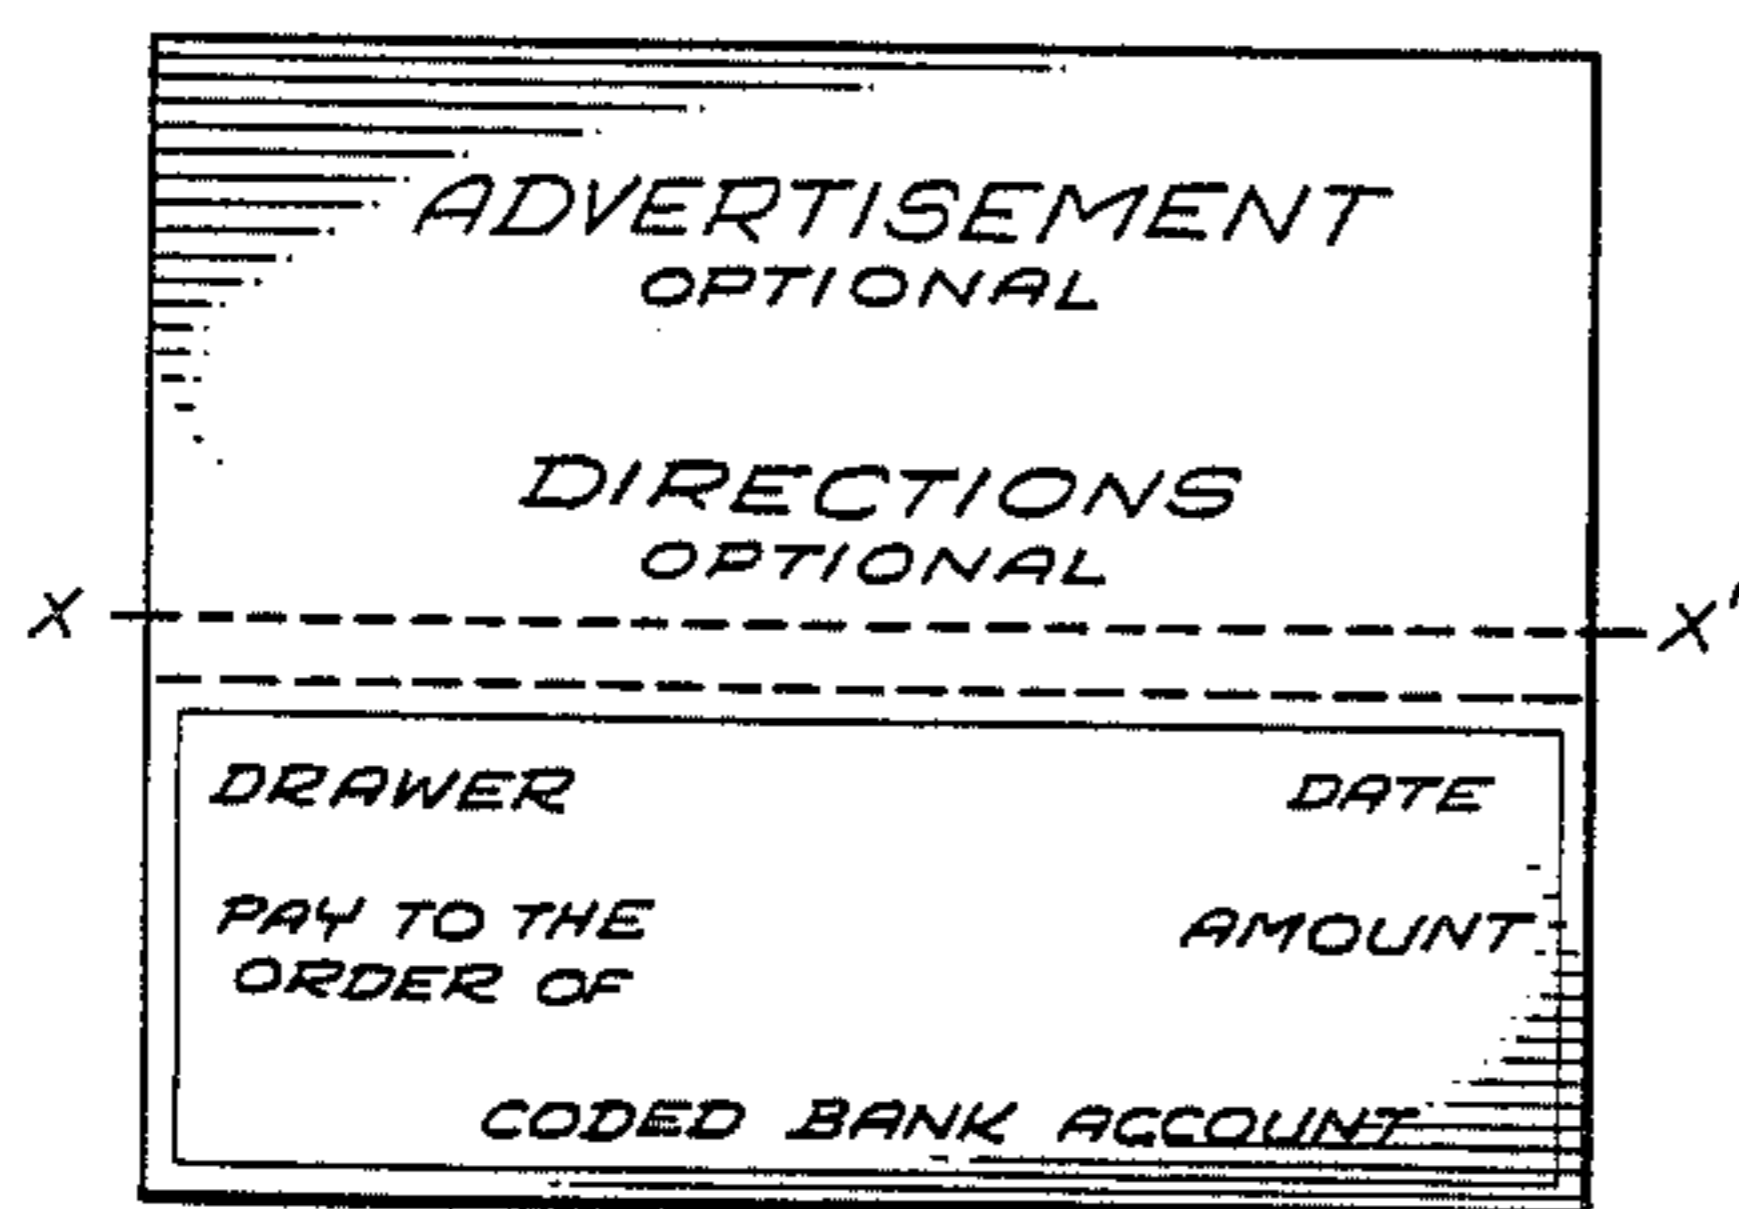 ADVERTISEMENT
OPTIONAL
DIRECTIONS
OPTIONAL
X X'
DRAWER DATE
PAY TO THE AMOUNT
ORDER OF
CODED BANK ACCOUNT